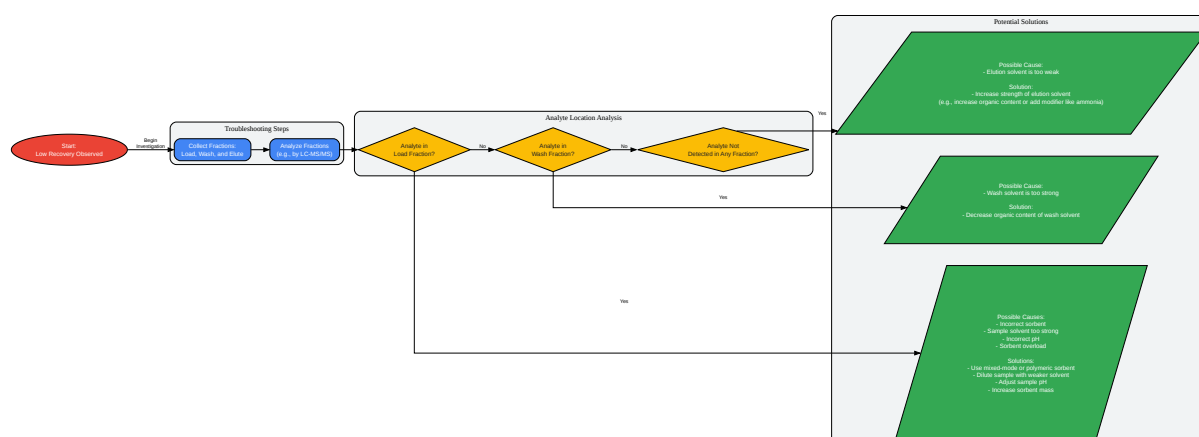 Potential Solutions
Possible Cause:
- Elution solvent is too weak
Solution:
- Increase strength of elution solvent
(e.g., increase organic content or add modifier like ammonia)
Analyte Location Analysis
Yes
Troubleshooting Steps
Start:
Low Recovery Observed
Begin
Investigation
Collect Fractions:
Load, Wash, and Elute
Analyze Fractions
(e.g., by LC-MS/MS)
Analyte in
Load Fraction?
No
Analyte in
Wash Fraction?
No
Analyte Not
Detected in Any Fraction?
Possible Cause:
- Wash solvent is too strong
Solution:
- Decrease organic content of wash solvent
Yes
Yes
Possible Causes:
- Incorrect sorbent
- Sample solvent too strong
- Incorrect pH
- Sorbent overload
Solutions:
- Use mixed-mode or polymeric sorbent
- Dilute sample with weaker solvent
- Adjust sample pH
- Increase sorbent mass